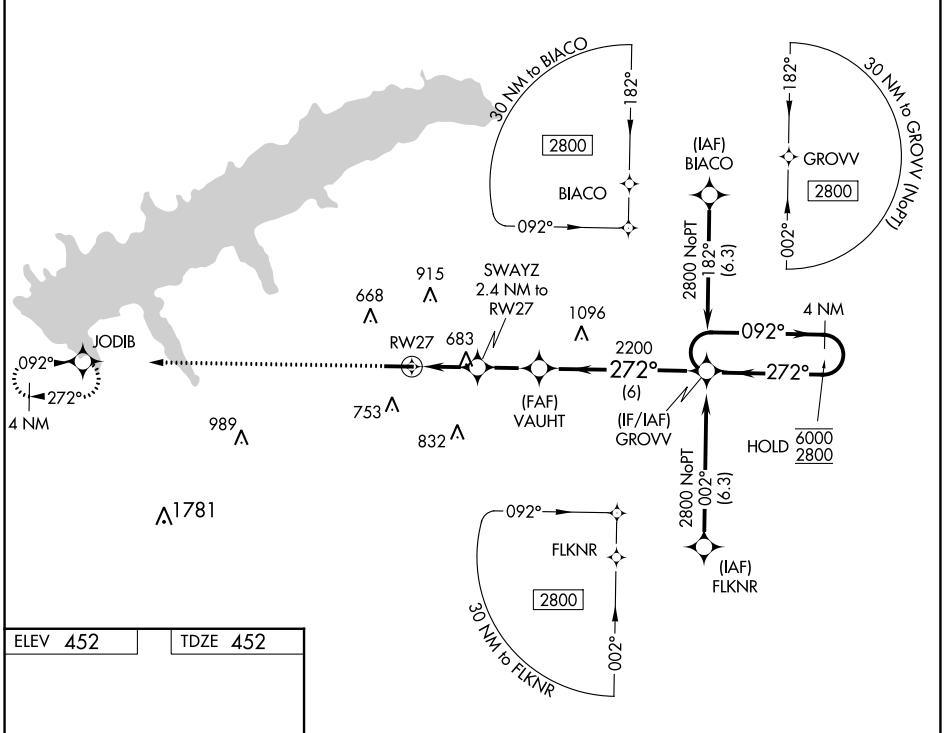 30 NM to BIACO
182°
2800
BIACO
092°
(IAF)
BIACO
182°
GROVV
2800
002°
30 NM to GROVV (NoPT)
2800 NoPT
182°
(6.3)
915
668
SWAYZ
2.4 NM to
RW27
1096
4 NM
092°
JODIB
RW27
683
2200
272°
(6)
272°
092°
272°
4 NM
(FAF)
VAUHT
(IF/IAF)
GROVV
753
832
989
HOLD
6000
2800
2800 NoPT
002°
(6.3)
1781
092°
FLKNR
(IAF)
FLKNR
2800
002°
30 NM to FLKNR
ELEV 452
TDZE 452